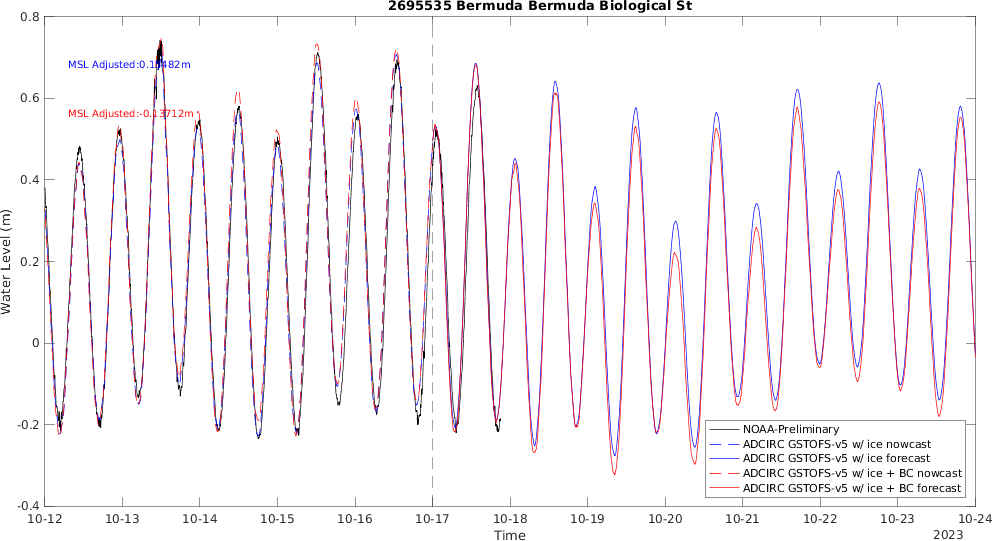 2695535 Bermuda Bermuda Biological St
Water Level (m)
0.8
0.6
0.4
0.2
0
-0.2
-0.4
MSL Adjusted:0.11482m
MSL Adjusted:-0.13712m
NOAA-Preliminary
ADCIRC GSTOFS-v5 w/ ice nowcast
ADCIRC GSTOFS-v5 w/ ice forecast
ADCIRC GSTOFS-v5 w/ ice + BC nowcast
ADCIRC GSTOFS-v5 w/ ice + BC forecast
10-12 10-13 10-14 10-15 10-16 10-17 10-18 10-19 10-20 10-21 10-22 10-23 10-24
Time
2023